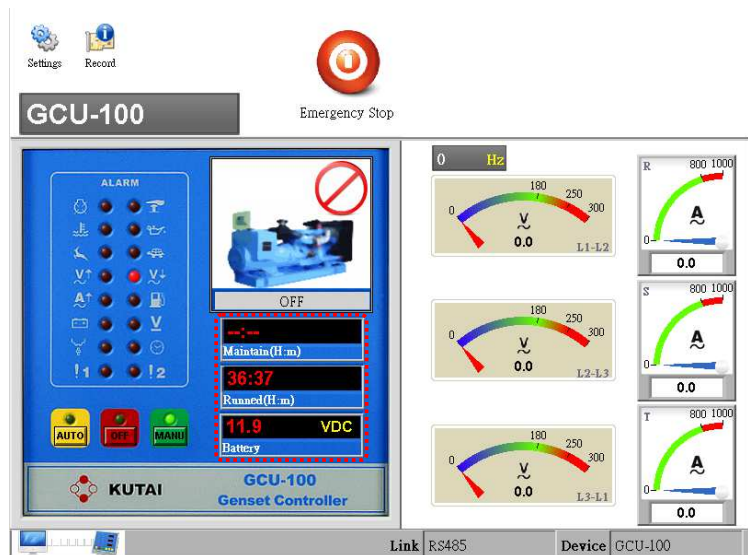 Settings Record
Emergency Stop
GCU-100
ALARM
V↑ V↓
A↑
V
!1 !2
OFF
--:--
Maintain(H:m)
36:37
Runned(H:m)
11.9 VDC
Battery
AUTO OFF MANU
KUTAI
GCU-100
Genset Controller
0 Hz
0 180 250 300
V
0.0
L1-L2
0 180 250 300
V
0.0
L2-L3
0 180 250 300
V
0.0
L3-L1
R 800 1000
A
0
0.0
S 800 1000
A
0
0.0
T 800 1000
A
0
0.0
Link RS485 Device GCU-100